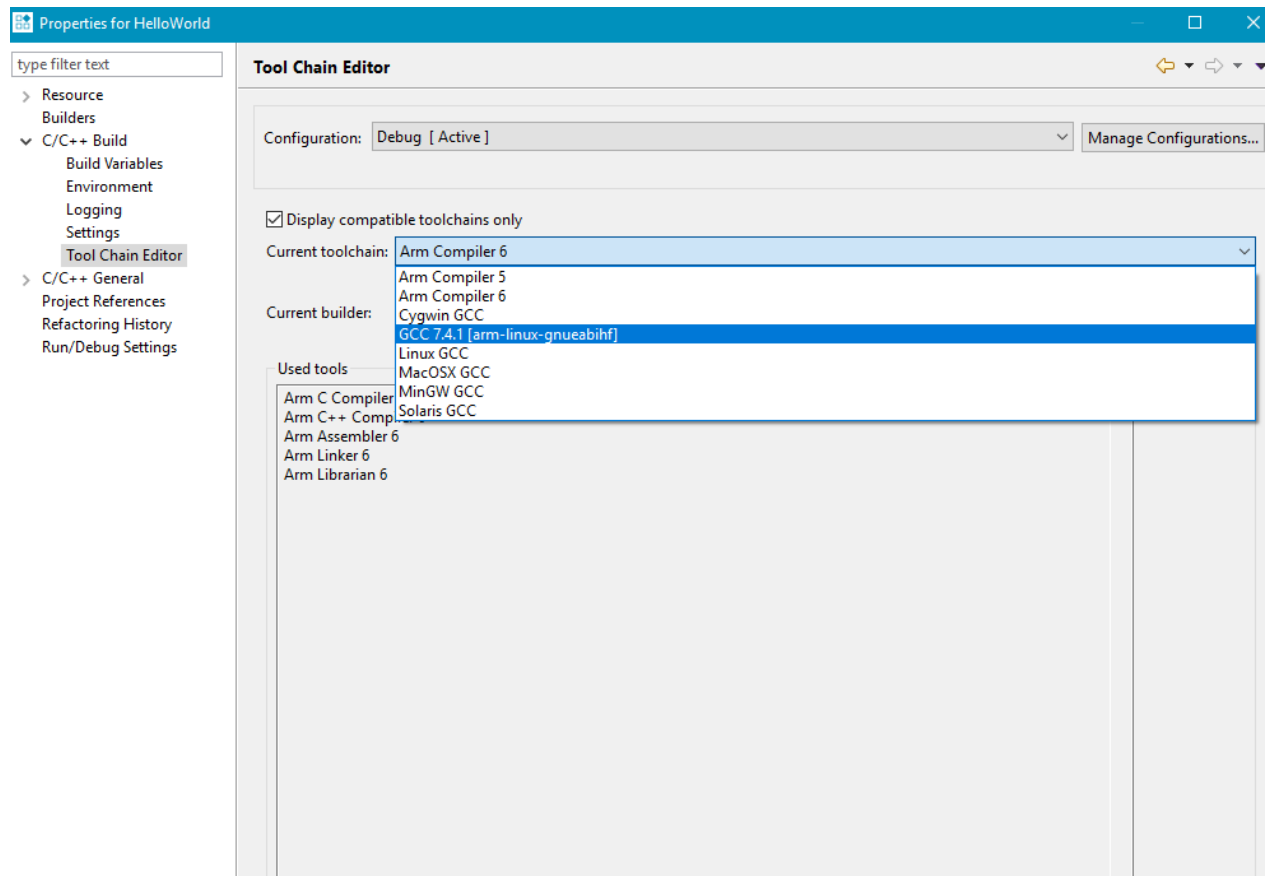 Properties for HelloWorld
type filter text
Resource
Builders
C/C++ Build
Build Variables
Environment
Logging
Settings
Tool Chain Editor
C/C++ General
Project References
Refactoring History
Run/Debug Settings
Tool Chain Editor
Configuration: Debug [ Active ] Manage Configurations...
Display compatible toolchains only
Current toolchain: Arm Compiler 6
Arm Compiler 5
Arm Compiler 6
Cygwin GCC
GCC 7.4.1 [arm-linux-gnueabihf]
Linux GCC
MacOSX GCC
MinGW GCC
Solaris GCC
Current builder:
Used tools
Arm C Compiler
Arm C++ Comp
Arm Assembler 6
Arm Linker 6
Arm Librarian 6